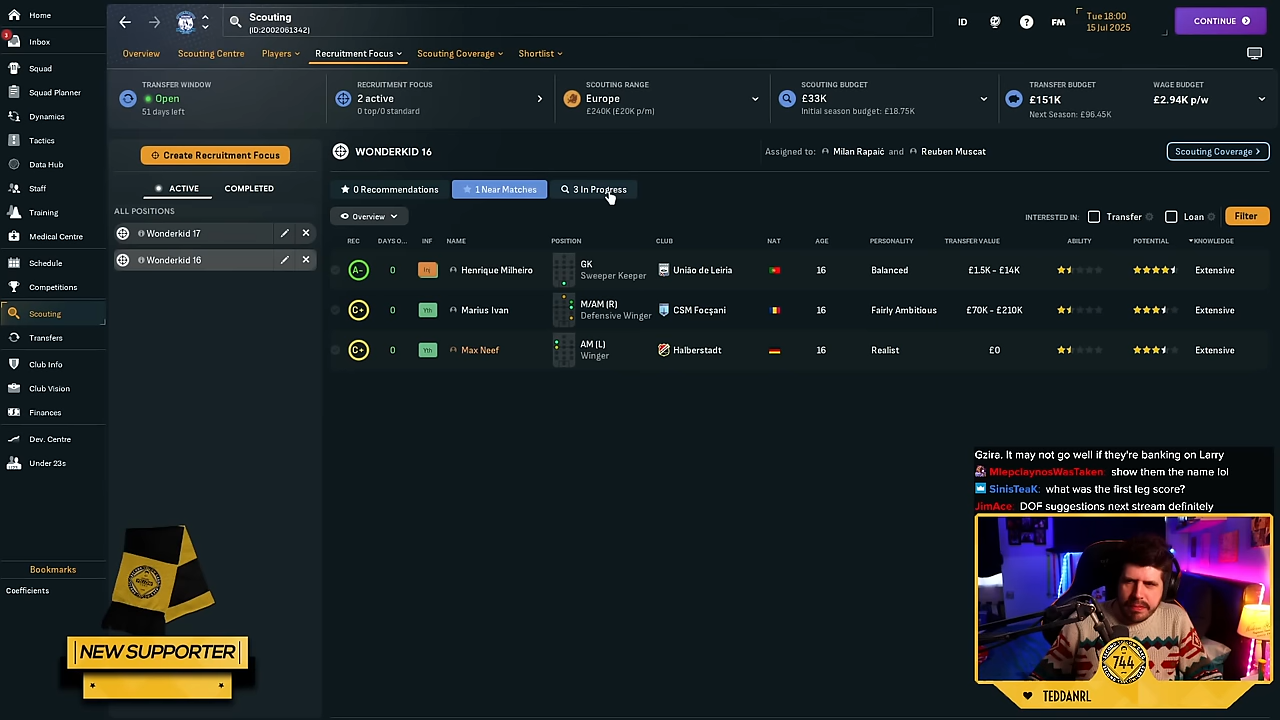 Home
Scouting
(ID:2002061342)
ID
FM
Tue 18:00
15 Jul 2025
CONTINUE
3
Inbox
Squad
Squad Planner
Dynamics
Tactics
Data Hub
Staff
Training
Medical Centre
Schedule
Competitions
Scouting
Transfers
Club Info
Club Vision
Finances
Dev. Centre
Under 23s
Bookmarks
Coefficients
Overview
Scouting Centre
Players
Recruitment Focus
Scouting Coverage
Shortlist
TRANSFER WINDOW
Open
51 days left
RECRUITMENT FOCUS
2 active
0 top/0 standard
SCOUTING RANGE
Europe
£240K (£20K p/m)
SCOUTING BUDGET
£33K
Initial season budget: £18.75K
TRANSFER BUDGET
£151K
Next Season: £96.45K
WAGE BUDGET
£2.94K p/w
Create Recruitment Focus
ACTIVE
COMPLETED
ALL POSITIONS
Wonderkid 17
Wonderkid 16
WONDERKID 16
Assigned to: Milan Rapaić and Reuben Muscat
Scouting Coverage >
0 Recommendations
1 Near Matches
3 In Progress
Overview
INTERESTED IN: Transfer Loan
Filter
REC DAYS O... INF NAME POSITION CLUB NAT AGE PERSONALITY TRANSFER VALUE ABILITY POTENTIAL KNOWLEDGE
A- 0 Inj Henrique Milheiro GK União de Leiria 16 Balanced £1.5K - £14K Extensive
Sweeper Keeper
C+ 0 Yth Marius Ivan M/AM (R) CSM Focşani 16 Fairly Ambitious £70K - £210K Extensive
Defensive Winger
C+ 0 Yth Max Neef AM (L) Halberstadt 16 Realist £0 Extensive
Winger
Gzira. It may not go well if they're banking on Larry
MlepclaynosWasTaken: show them the name lol
SinisTeaK: what was the first leg score?
JimAce: DOF suggestions next stream definitely
NEW SUPPORTER
744
TEDDANRL